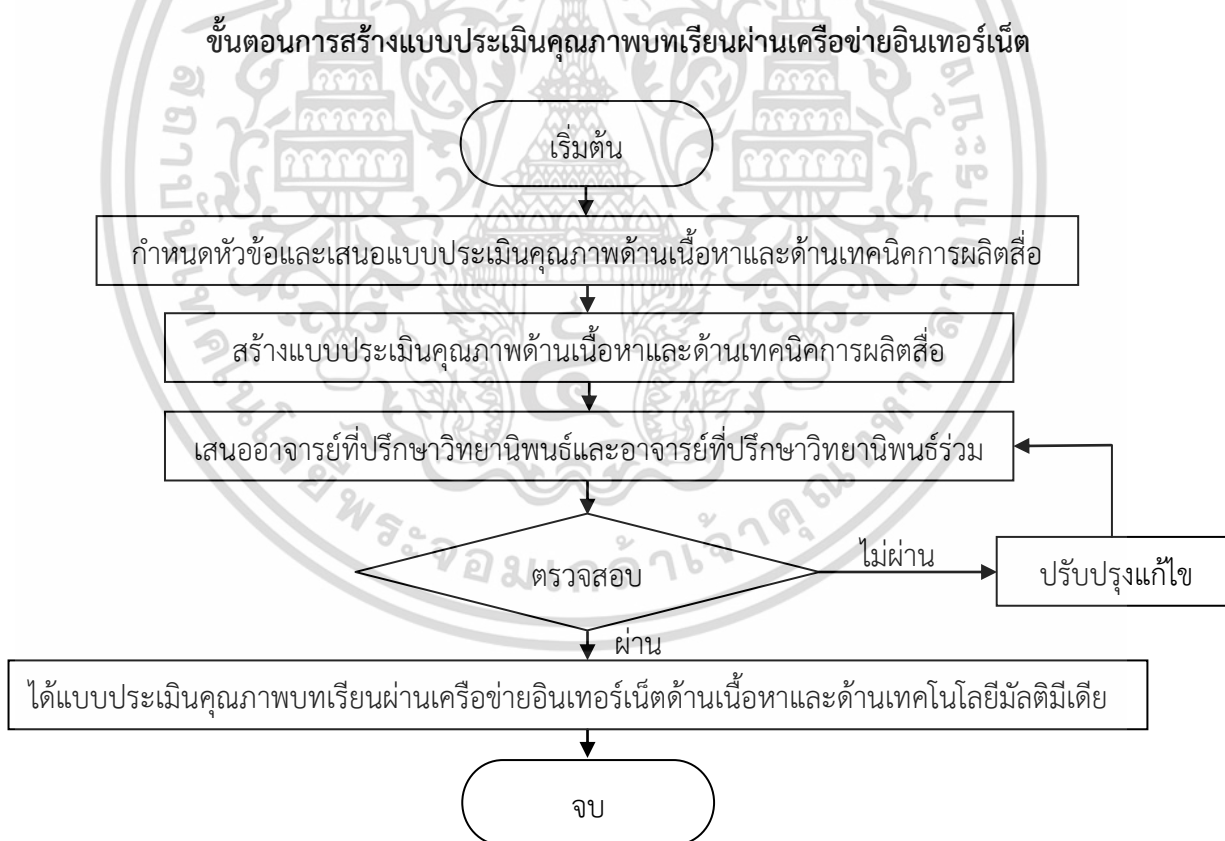 ขั้นตอนการสร้างแบบประเมินคุณภาพบทเรียนผ่านเครือข่ายอินเทอร์เน็ต
เริ่มต้น
กำหนดหัวข้อและเสนอแบบประเมินคุณภาพด้านเนื้อหาและด้านเทคนิคการผลิตสื่อ
สร้างแบบประเมินคุณภาพด้านเนื้อหาและด้านเทคนิคการผลิตสื่อ
เสนออาจารย์ที่ปรึกษาวิทยานิพนธ์และอาจารย์ที่ปรึกษาวิทยานิพนธ์ร่วม
ตรวจสอบ
ไม่ผ่าน
ปรับปรุงแก้ไข
ผ่าน
ได้แบบประเมินคุณภาพบทเรียนผ่านเครือข่ายอินเทอร์เน็ตด้านเนื้อหาและด้านเทคโนโลยีมัลติมีเดีย
จบ